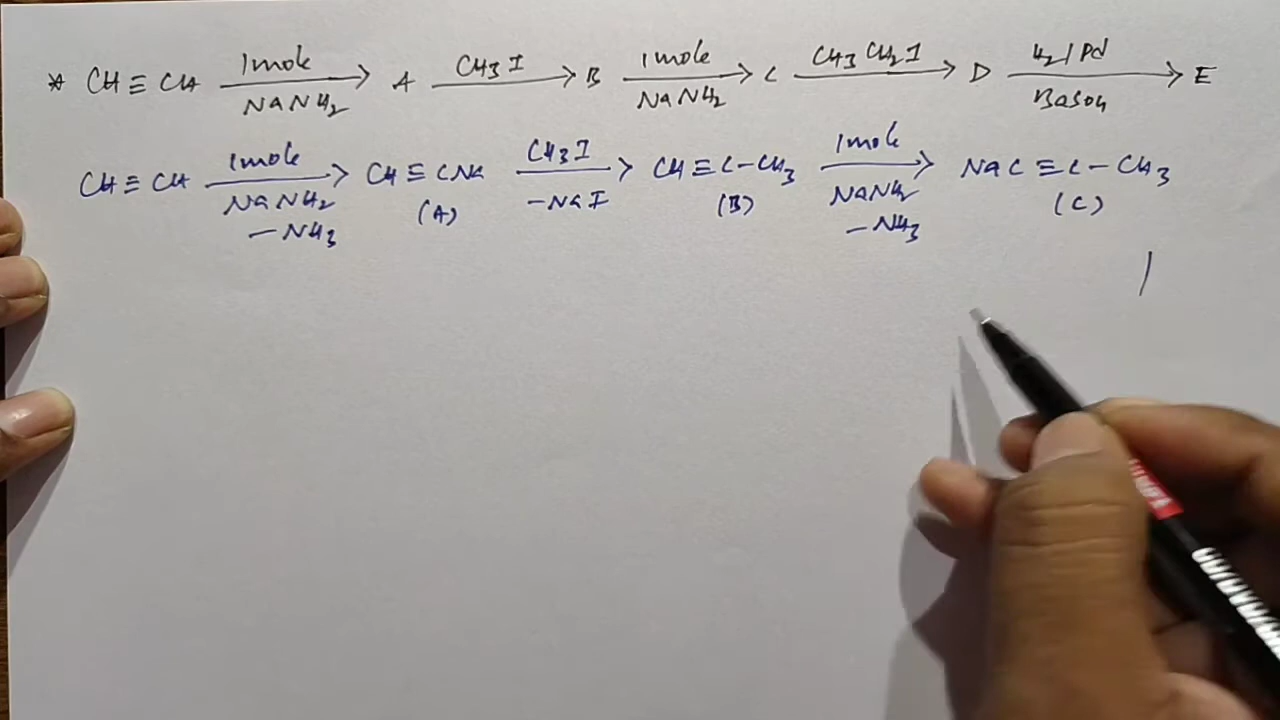 * CH ≡ CH 1mole NaNH2 → A CH3I → B 1mole NaNH2 → C CH3CH2I → D H2/Pd BaSO4 → E
CH ≡ CH 1mole NaNH2 -NH3 → CH ≡ CNa (A) CH3I -NaI → CH ≡ C-CH3 (B) 1mole NaNH2 -NH3 → NaC ≡ C-CH3 (C)